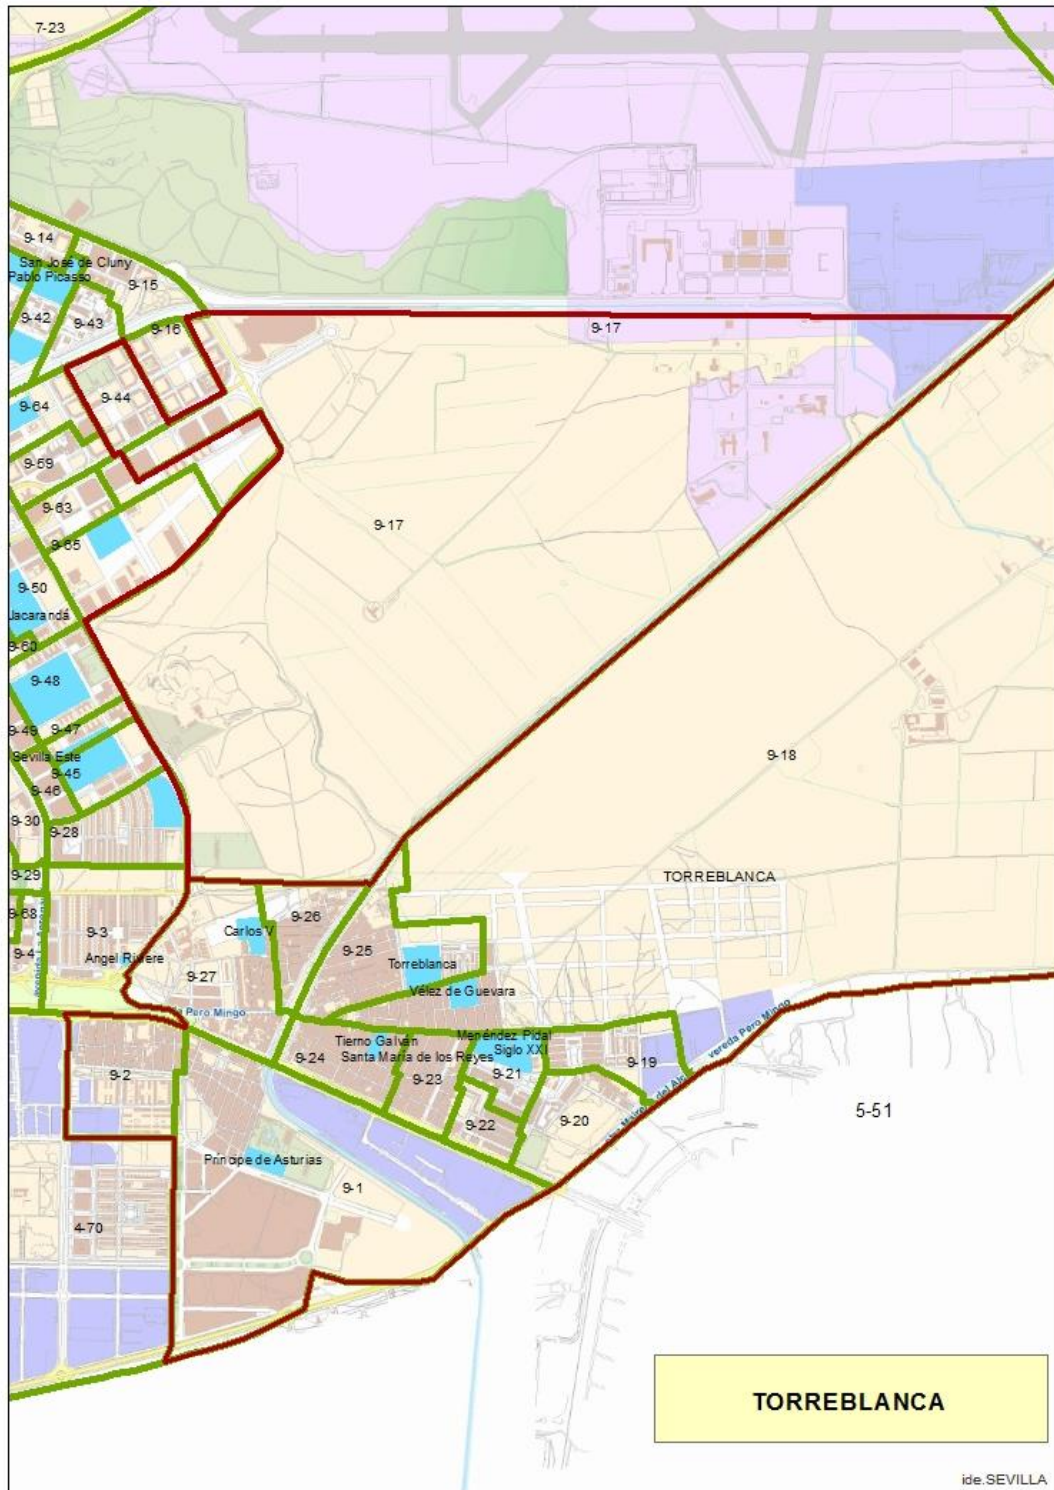 7-23
9-14
San José de Cluny
Pablo Picasso
9-15
9-42
9-43
9-16
9-17
9-44
9-64
9-59
9-63
9-17
9-18
9-65
9-50
Jacarandá
9-60
9-48
9-49
9-47
Sevilla Este
9-45
9-46
9-30
9-28
9-18
9-29
TORREBLANCA
9-68
9-26
Carlos V
9-3
9-25
9-4
Angel Riviere
9-27
Torreblanca
Vélez de Guevara
Pero Mingo
vereda Pero Mingo
Tierno Galván
Menéndez Pidal
Siglo XXI
Santa María de los Reyes
9-24
9-19
9-2
9-23
9-21
9-22
9-20
5-51
Príncipe de Asturias
9-1
4-70
TORREBLANCA
ide.SEVILLA